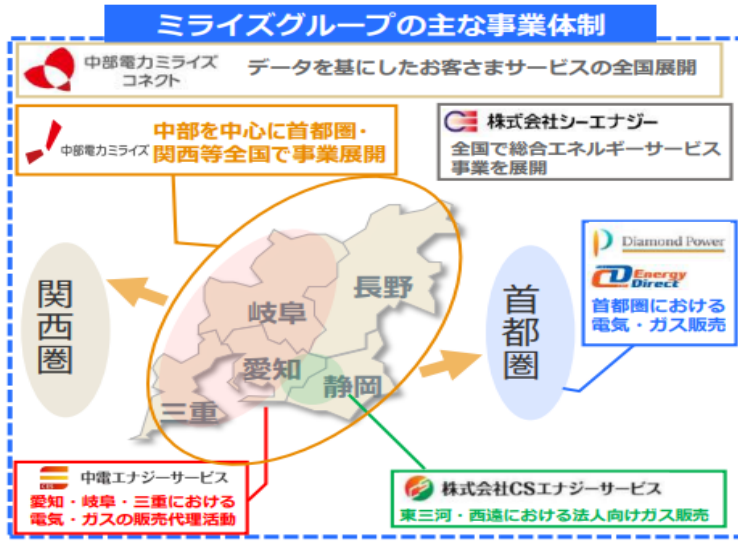 ミライズグループの主な事業体制
中部電力ミライズ
コネクト
データを基にしたお客さまサービスの全国展開
中部電力ミライズ
中部を中心に首都圏・
関西等全国で事業展開
株式会社シーエナジー
全国で総合エネルギーサービス
事業を展開
Diamond Power
CD Energy
Direct
首都圏における
電気・ガス販売
関西圏
長野
岐阜
愛知
静岡
三重
首都圏
中電エナジーサービス
CES
愛知・岐阜・三重における
電気・ガスの販売代理活動
株式会社CSエナジーサービス
東三河・西遠における法人向けガス販売